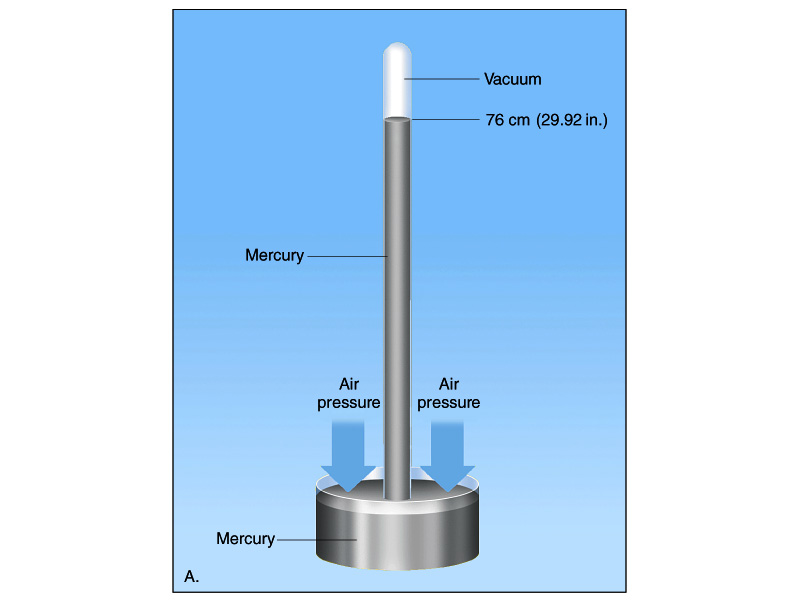 Vacuum
76 cm (29.92 in.)
Mercury
Air
pressure
Air
pressure
Mercury
A.